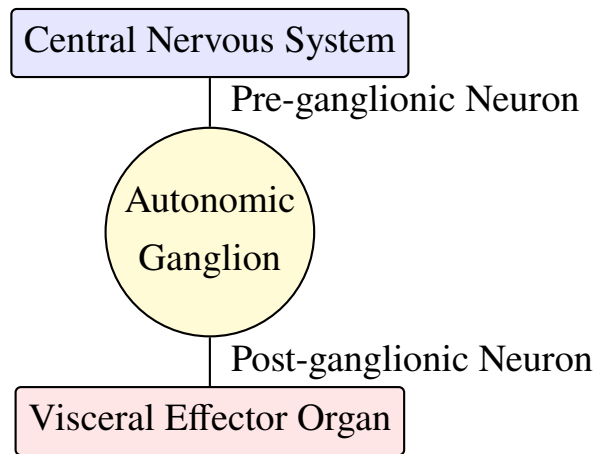 Central Nervous System
Pre-ganglionic Neuron
Autonomic
Ganglion
Post-ganglionic Neuron
Visceral Effector Organ